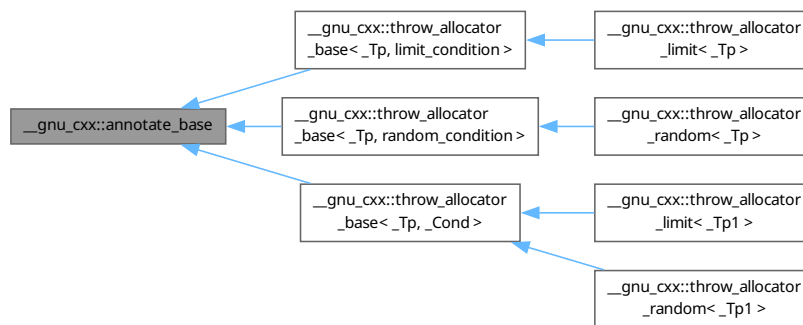 __gnu_cxx::throw_allocator
_base< _Tp, limit_condition >
__gnu_cxx::throw_allocator
_limit< _Tp >
__gnu_cxx::annotate_base
__gnu_cxx::throw_allocator
_base< _Tp, random_condition >
__gnu_cxx::throw_allocator
_random< _Tp >
__gnu_cxx::throw_allocator
_base< _Tp, _Cond >
__gnu_cxx::throw_allocator
_limit< _Tp1 >
__gnu_cxx::throw_allocator
_random< _Tp1 >